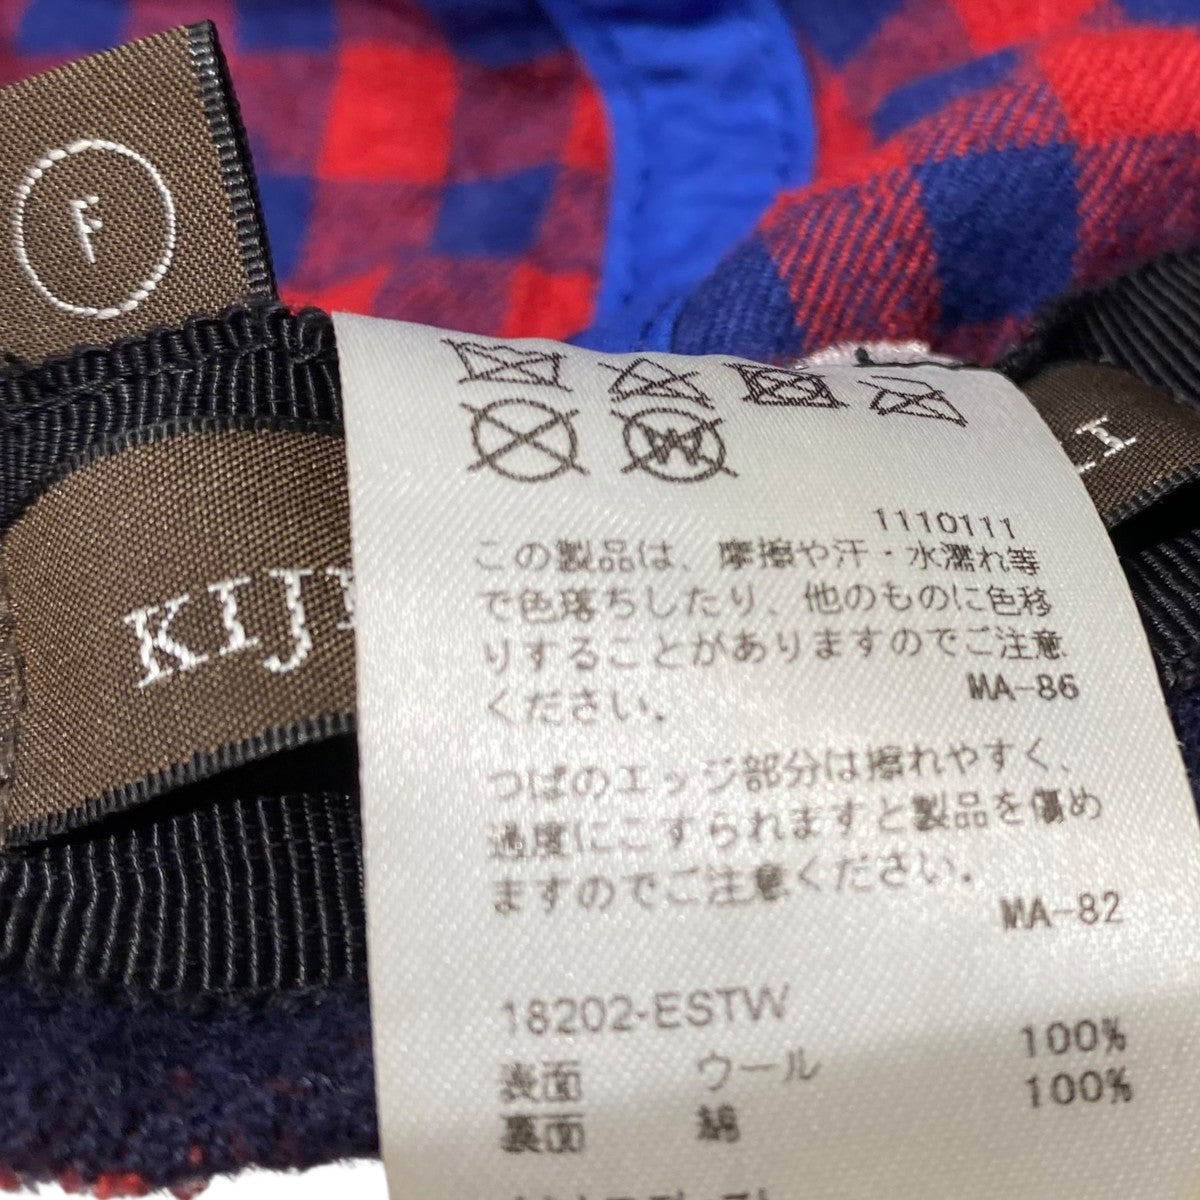 F
KIJI
LI
W
1110111
この製品は、摩擦や汗・水濡れ等
で色落ちしたり、他のものに色移
りすることがありますのでご注意
ください。
MA-86
つばのエッジ部分は擦れやすく、
過度にこすられますと製品を傷め
ますのでご注意ください。
MA-82
18202-ESTW
表面 ウール 100%
裏面 綿 100%